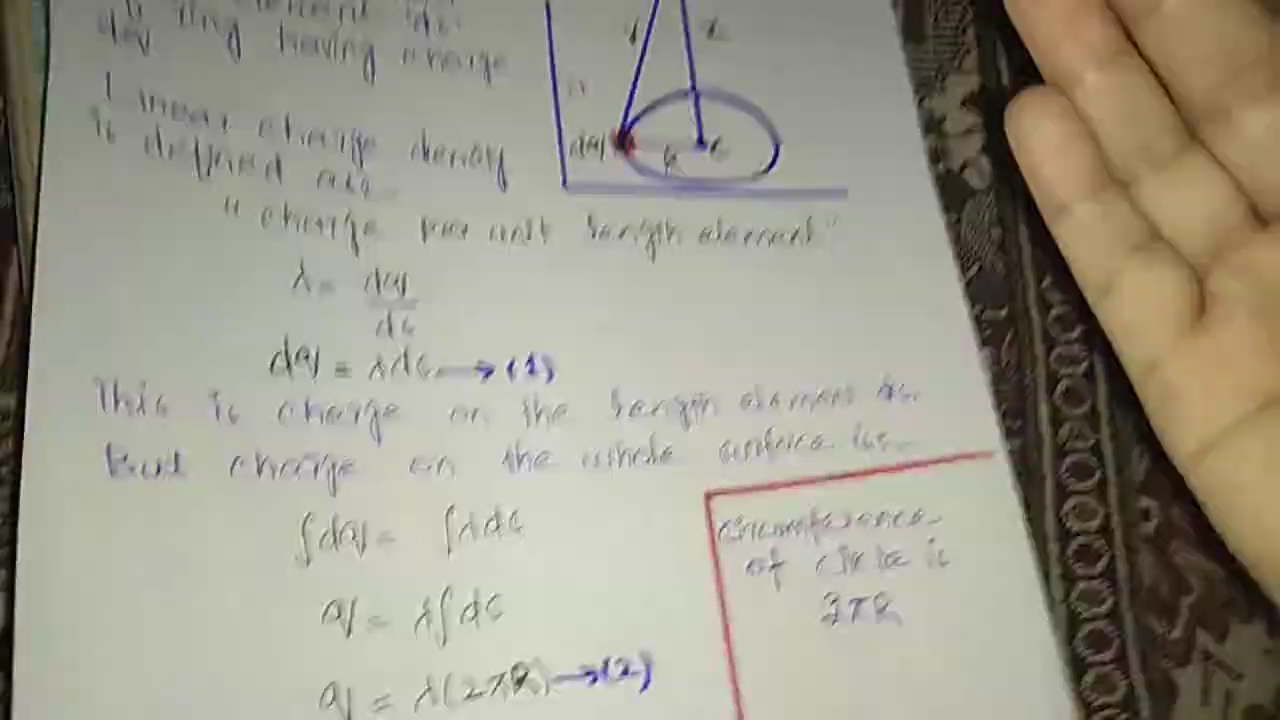 ring having charge
dq
Linear charge density
is defined as.
"charge per unit length element"
λ = dq
ds
dq = λds → (1)
This is charge on the length element ds.
But charge on the whole surface is.
∫dq = ∫λds
q = λ∫ds
q = λ(2πR) → (2)
r
z
dq
R
circumference
of circle is
2πR